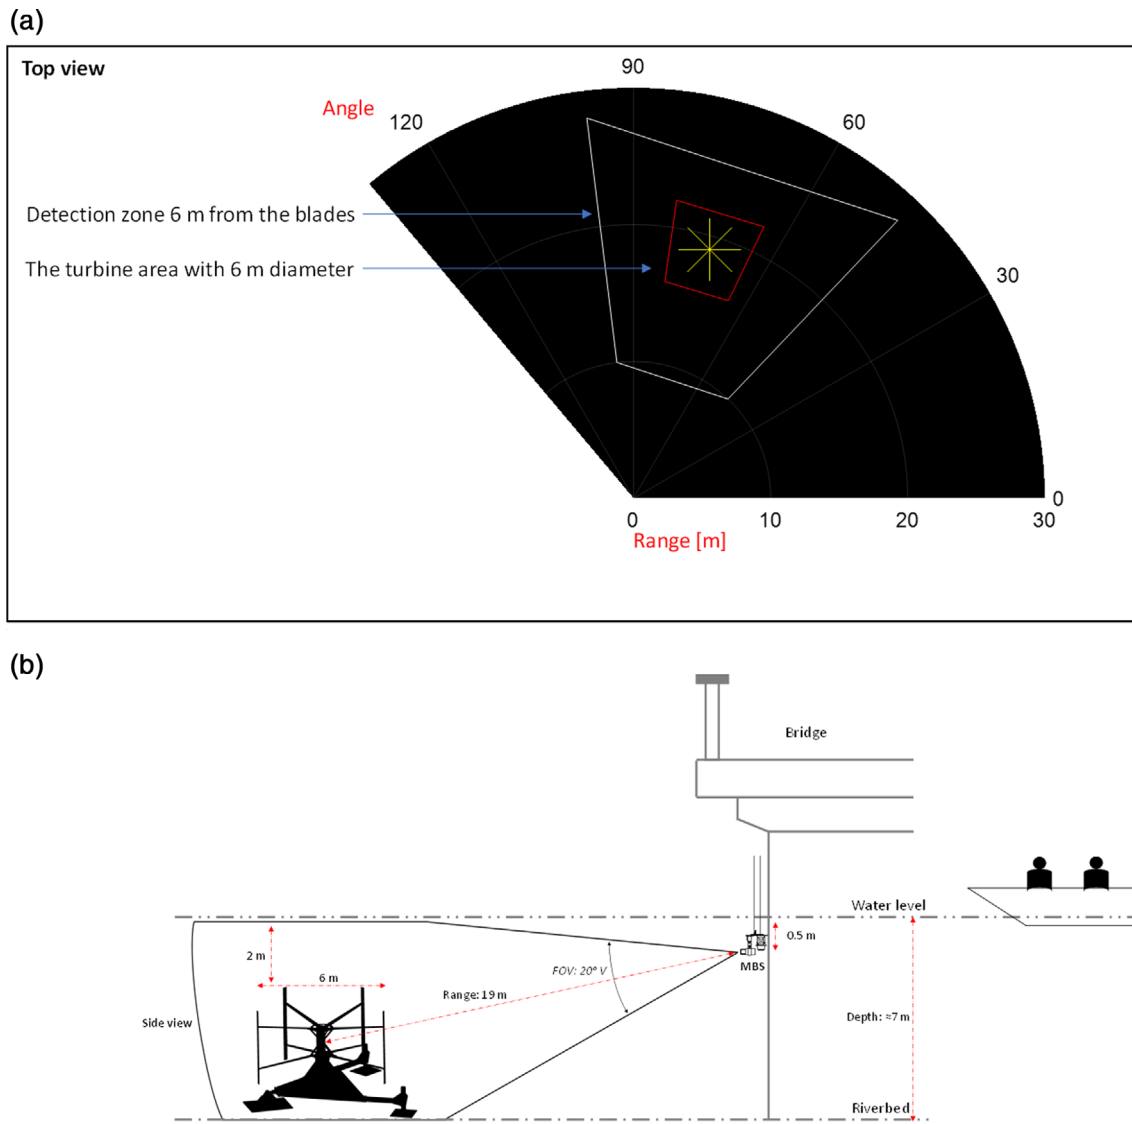 (a)
Top view
90
Angle
120
60
Detection zone 6 m from the blades
The turbine area with 6 m diameter
30
0
0
10
20
30
Range [m]
(b)
Bridge
Water level
0.5 m
2 m
MBS
FOV: 20° V
6 m
Range: 19 m
Side view
Depth: ≈7 m
Riverbed